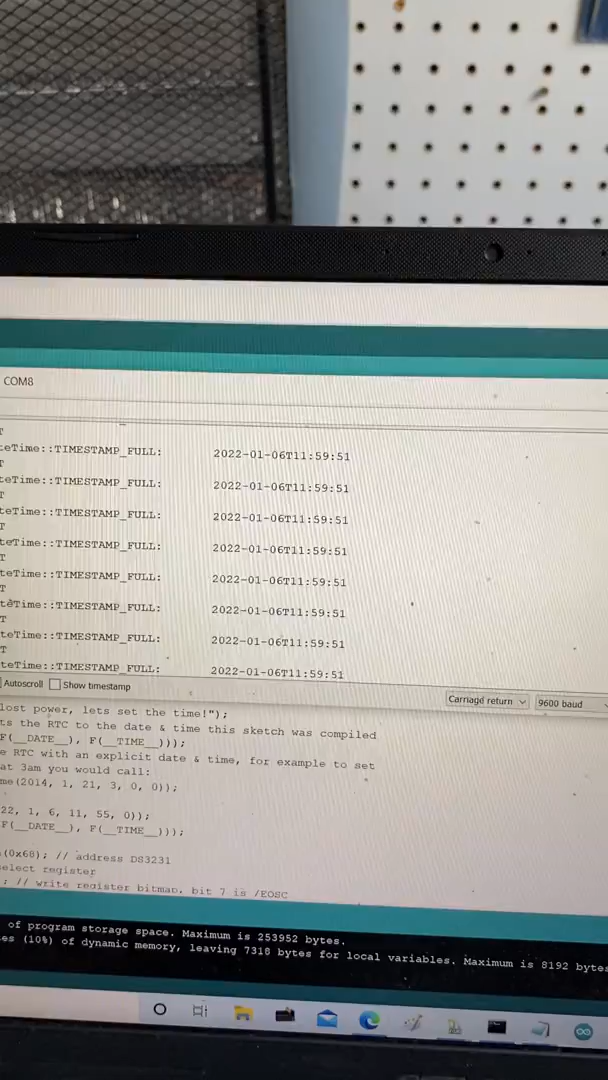 COM8
T
teTime::TIMESTAMP_FULL: 2022-01-06T11:59:51
T
teTime::TIMESTAMP_FULL: 2022-01-06T11:59:51
T
teTime::TIMESTAMP_FULL: 2022-01-06T11:59:51
T
teTime::TIMESTAMP_FULL: 2022-01-06T11:59:51
T
teTime::TIMESTAMP_FULL: 2022-01-06T11:59:51
T
teTime::TIMESTAMP_FULL: 2022-01-06T11:59:51
T
teTime::TIMESTAMP_FULL: 2022-01-06T11:59:51
T
teTime::TIMESTAMP_FULL: 2022-01-06T11:59:51
Autoscroll Show timestamp Carriage return 9600 baud
lost power, lets set the time!");
ts the RTC to the date & time this sketch was compiled
F(__DATE__), F(__TIME__)));
e RTC with an explicit date & time, for example to set
at 3am you would call:
me(2014, 1, 21, 3, 0, 0));
22, 1, 6, 11, 55, 0));
F(__DATE__), F(__TIME__)));
(0x68); // address DS3231
select register
; // write register bitmap, bit 7 is /EOSC
of program storage space. Maximum is 253952 bytes.
es (10%) of dynamic memory, leaving 7318 bytes for local variables. Maximum is 8192 bytes